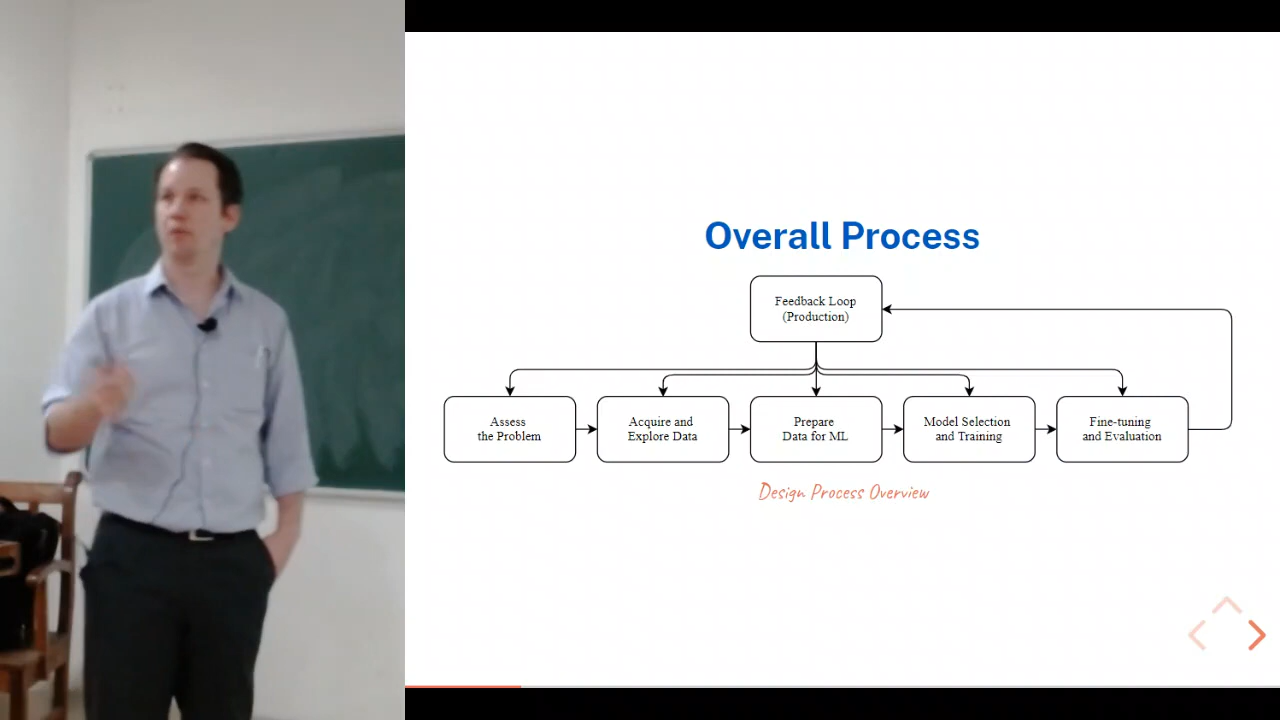 Overall Process
Feedback Loop
(Production)
Assess
the Problem
Acquire and
Explore Data
Prepare
Data for ML
Model Selection
and Training
Fine-tuning
and Evaluation
Design Process Overview